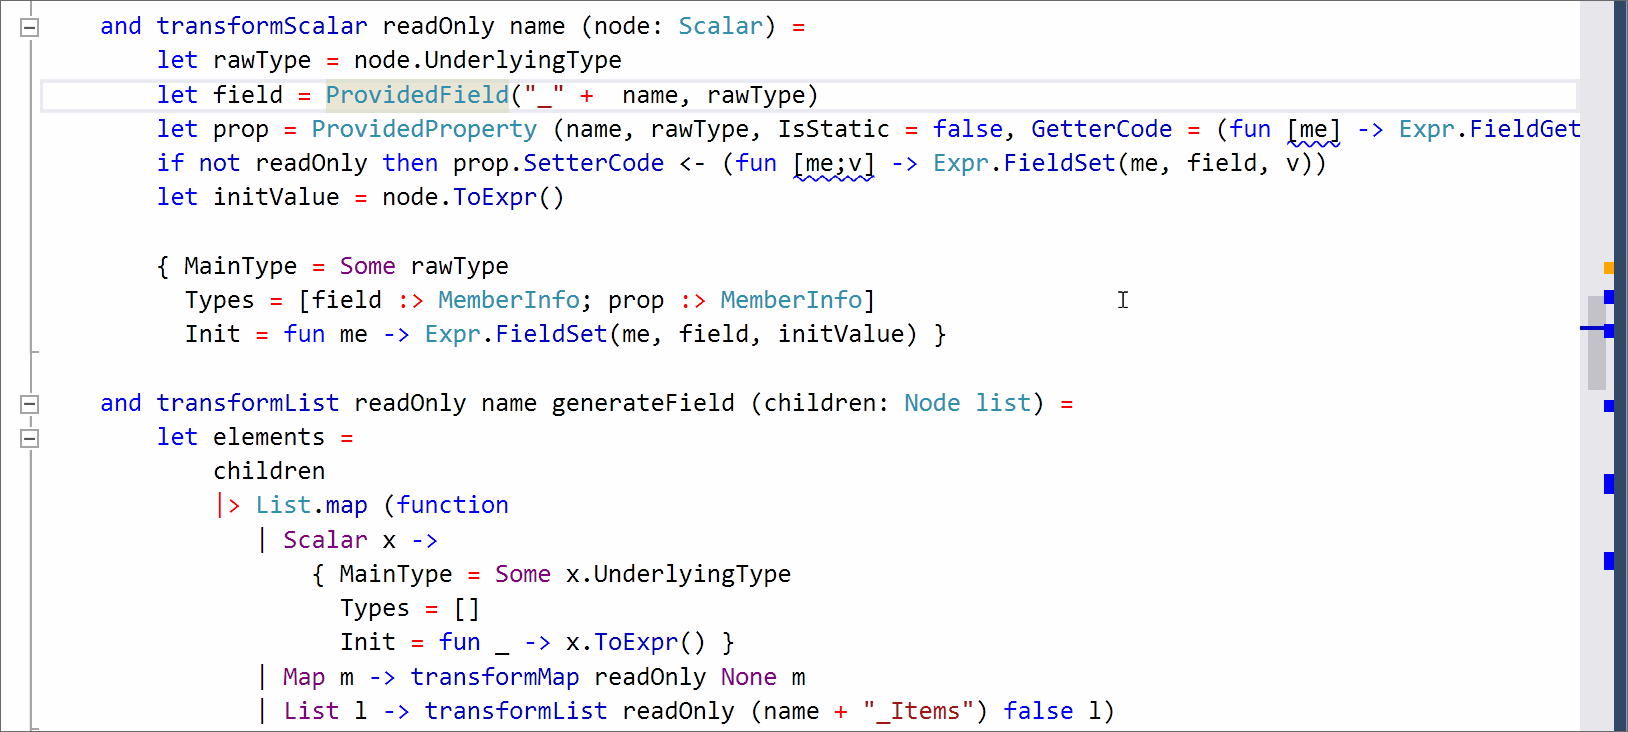 and transformScalar readOnly name (node: Scalar) =
    let rawType = node.UnderlyingType
    let field = ProvidedField("_" +  name, rawType)
    let prop = ProvidedProperty (name, rawType, IsStatic = false, GetterCode = (fun [me] -> Expr.FieldGet
    if not readOnly then prop.SetterCode <- (fun [me;v] -> Expr.FieldSet(me, field, v))
    let initValue = node.ToExpr()

    { MainType = Some rawType
      Types = [field :> MemberInfo; prop :> MemberInfo]
      Init = fun me -> Expr.FieldSet(me, field, initValue) }

and transformList readOnly name generateField (children: Node list) =
    let elements =
        children
        |> List.map (function
           | Scalar x ->
               { MainType = Some x.UnderlyingType
                 Types = []
                 Init = fun _ -> x.ToExpr() }
           | Map m -> transformMap readOnly None m
           | List l -> transformList readOnly (name + "_Items") false l)